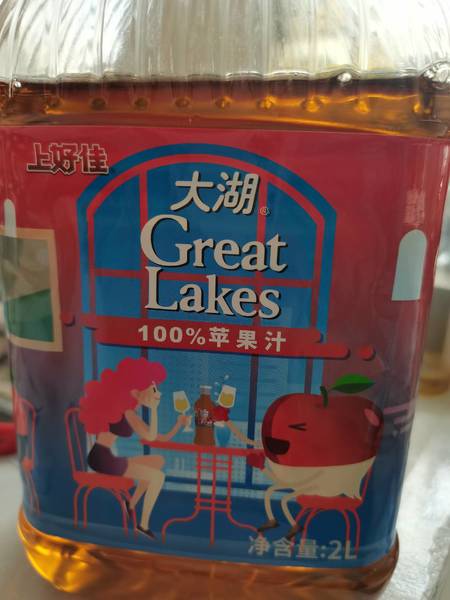 上好佳
大湖®
Great
Lakes
100%苹果汁
净含量:2L